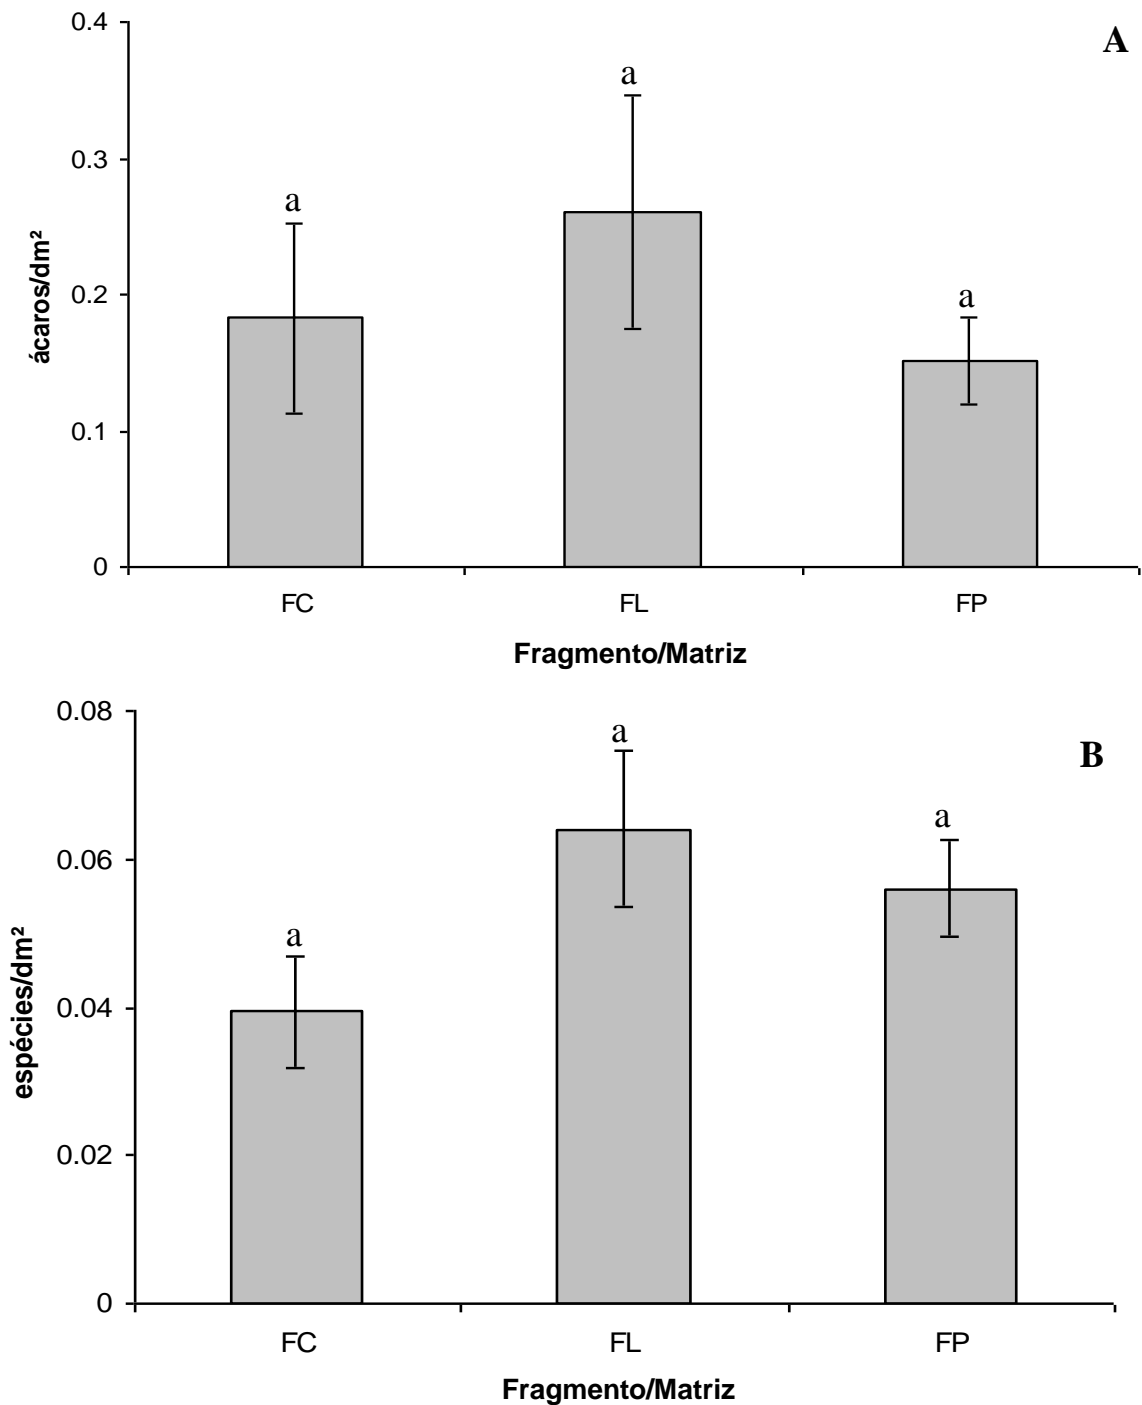 0.4
A
a
0.3
a
a
0.2
0.1
0
ácaros/dm²
FC FL FP
Fragmento/Matriz
0.08
a
B
a
0.06
a
0.04
0.02
0
espécies/dm²
FC FL FP
Fragmento/Matriz